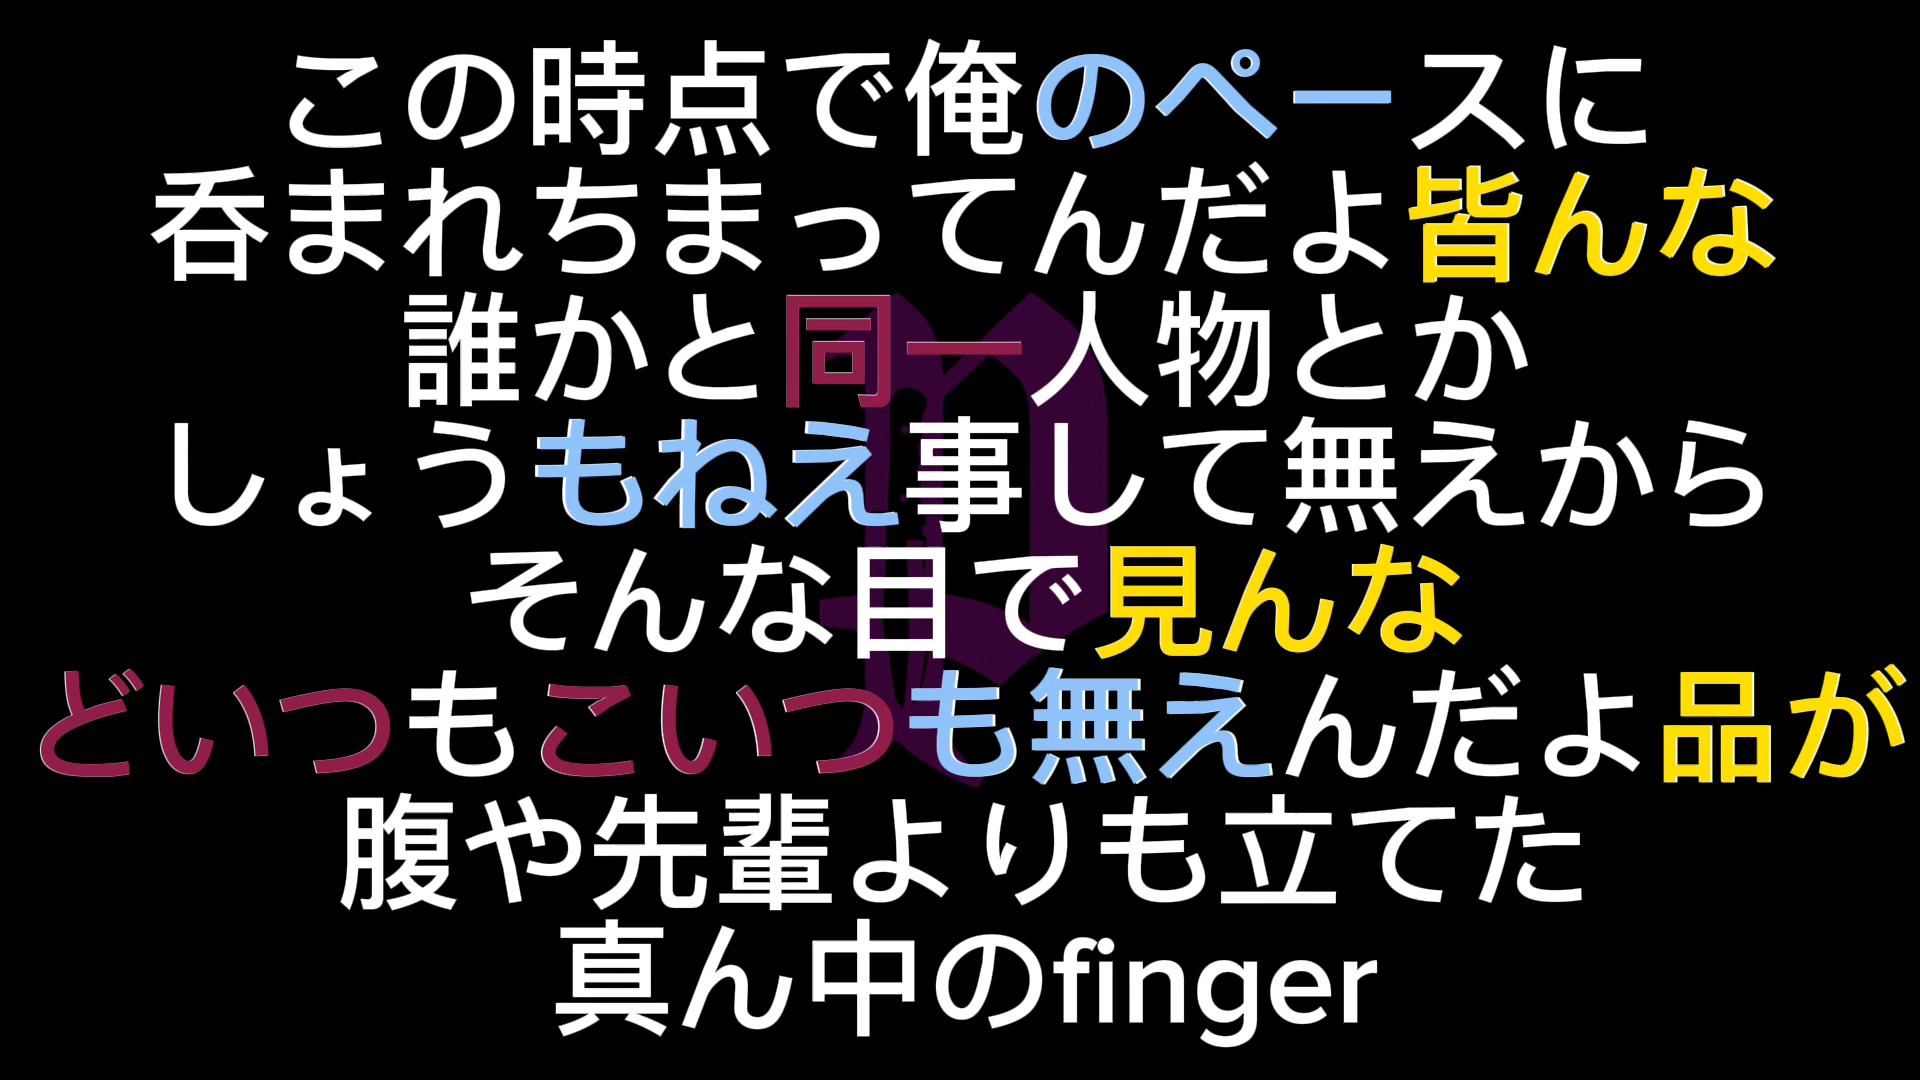 この時点で俺のペースに
呑まれちまってんだよ皆んな
誰かと同一人物とか
しょうもねえ事して無えから
そんな目で見んな
どいつもこいつも無えんだよ品が
腹や先輩よりも立てた
真ん中のfinger